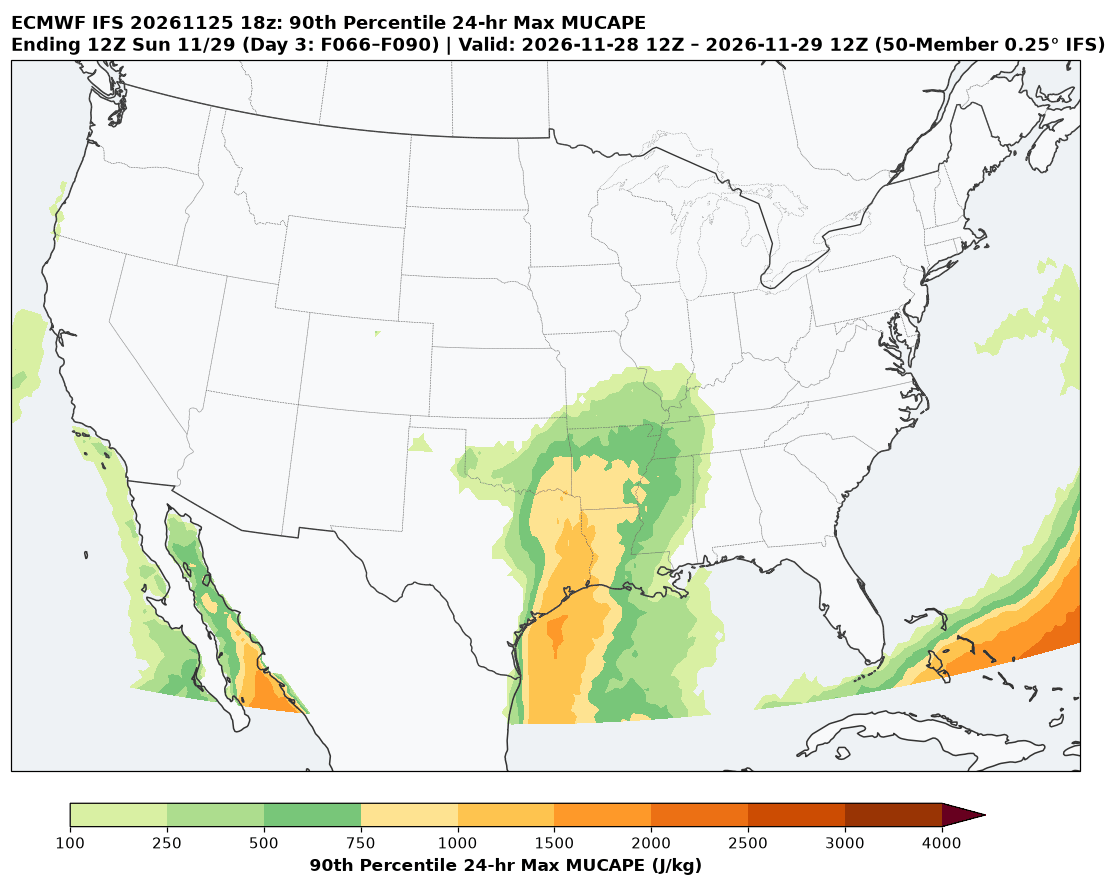 ECMWF IFS 20261125 18z: 90th Percentile 24-hr Max MUCAPE
Ending 12Z Sun 11/29 (Day 3: F066–F090) | Valid: 2026-11-28 12Z – 2026-11-29 12Z (50-Member 0.25° IFS)
100 250 500 750 1000 1500 2000 2500 3000 4000
90th Percentile 24-hr Max MUCAPE (J/kg)